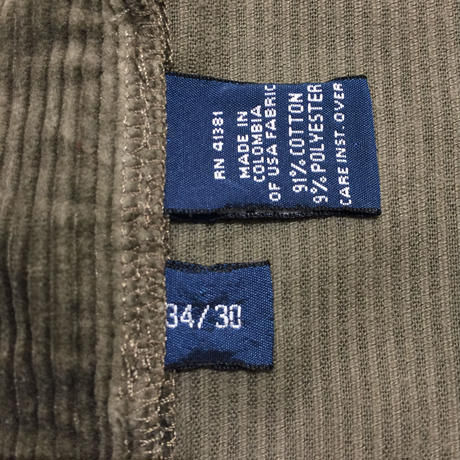 RN 41381
MADE IN
COLOMBIA
OF USA FABRIC
91% COTTON
9% POLYESTER
CARE INST. OVER
34/30